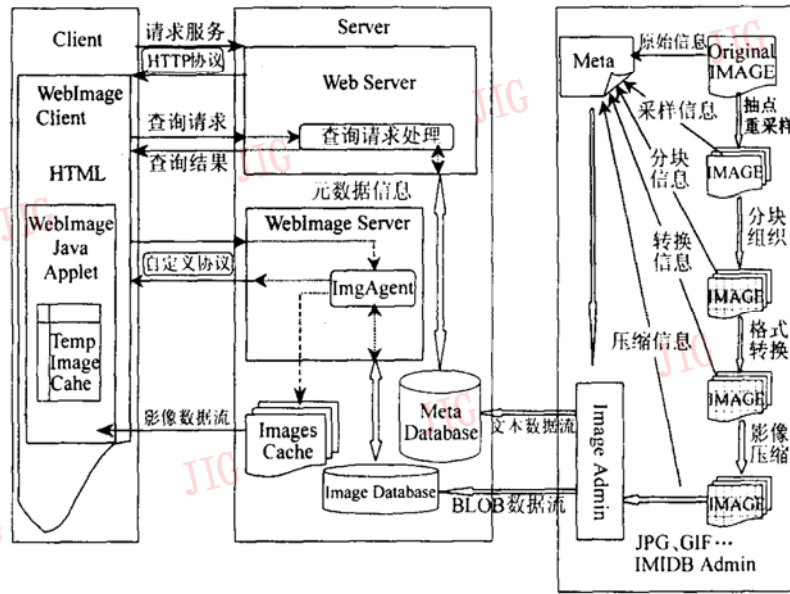 Client
请求服务
HTTP协议
WebImage
Client
查询请求
查询结果
HTML
WebImage
Java
Applet
自定义协议
Temp
Image
Cahe
影像数据流
Server
Web Server
查询请求处理
元数据信息
WebImage Server
ImgAgent
Images
Cache
Meta
Database
Image Database
文本数据流
BLOB数据流
Meta
原始信息
Original
IMAGE
抽点
重采样
采样信息
IMAGE
分块
信息
分块
组织
转换
信息
IMAGE
格式
转换
压缩信息
IMAGE
影像
压缩
Image Admin
IMAGE
JPG、GIF…
IMIDB Admin
JIG
JIG
JIG
JIG
JIG
JIG